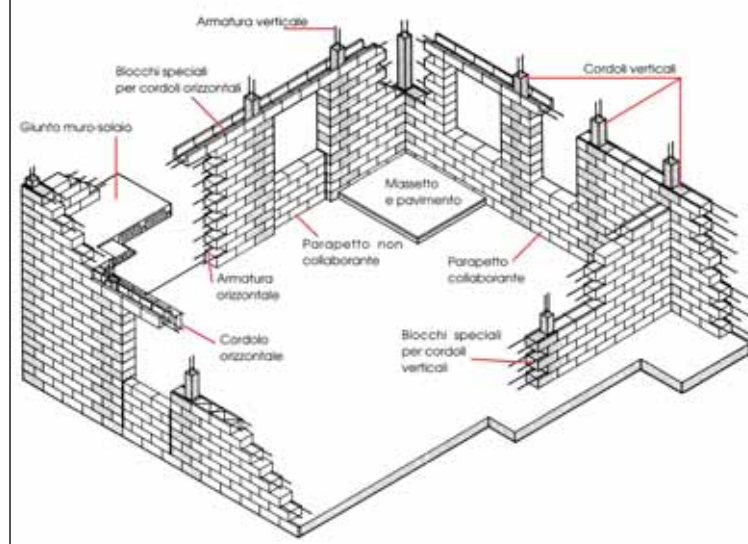 Armatura verticale
Blocchi speciali
per cordoli orizzontali
Cordoli verticali
Giunto muro-solaio
Massetto
e pavimento
Parapetto non
collaborante
Parapetto
collaborante
Armatura
orizzontale
Cordolo
orizzontale
Blocchi speciali
per cordoli
verticali